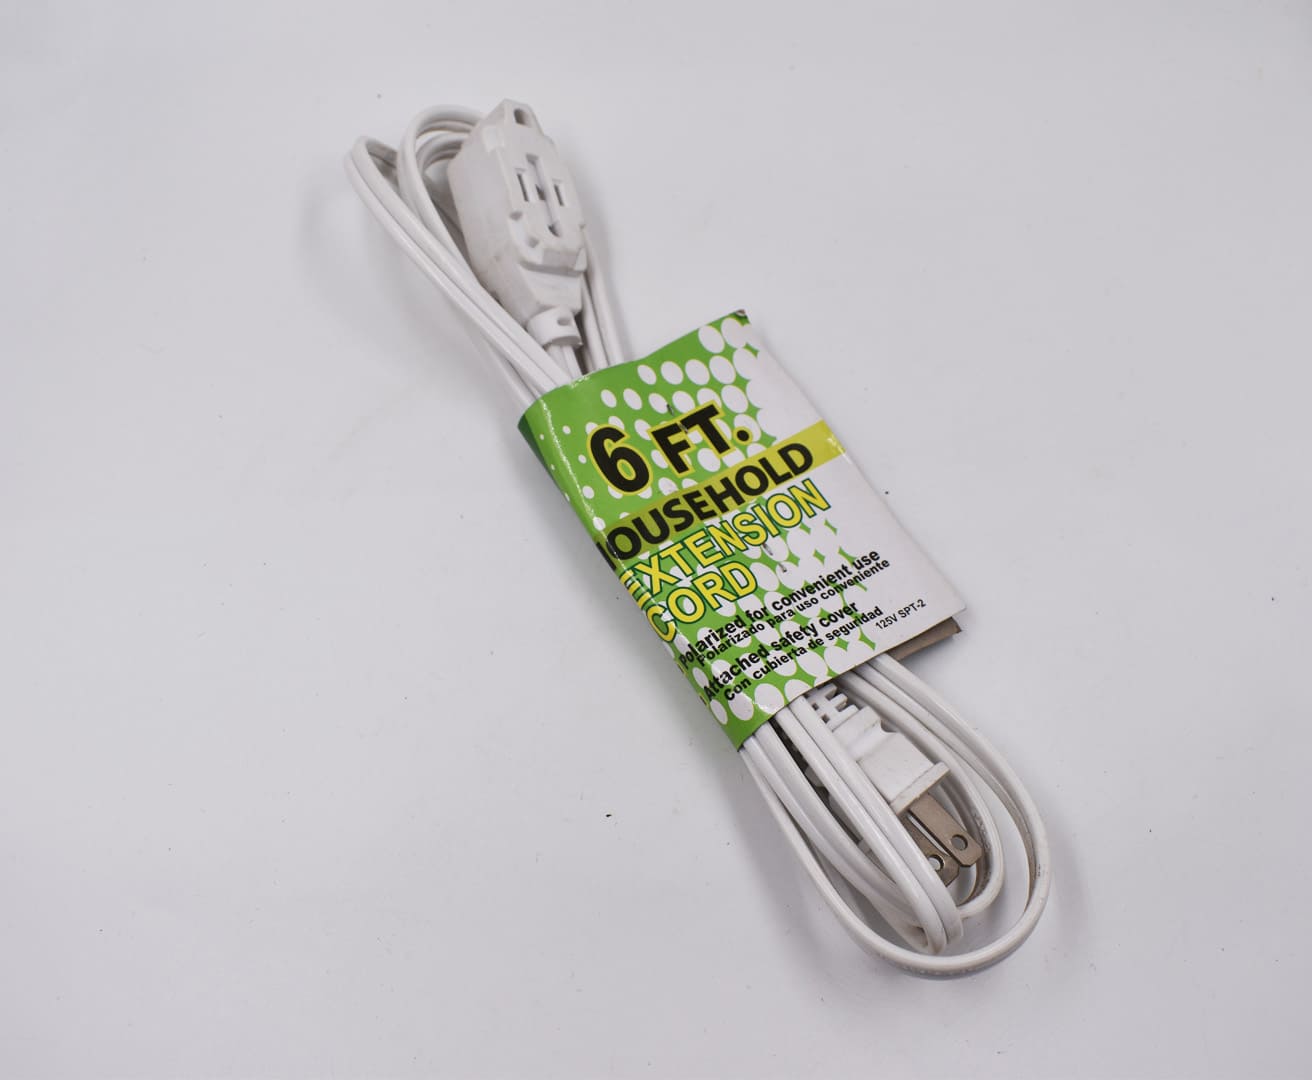 6 FT.
HOUSEHOLD
EXTENSION
CORD
Polarized for convenient use
Polarizado para uso conveniente
Attached safety cover
Con cubierta de seguridad
125V SPT-2